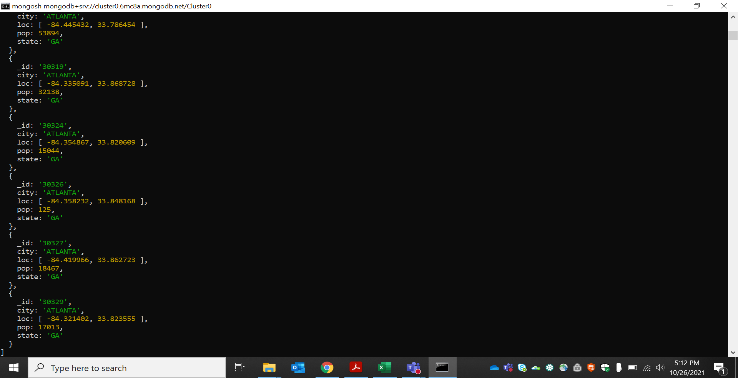 mongosh mongodb+srv://cluster0.6mc8a.mongodb.net/Cluster0
city: 'ATLANTA',
loc: [ -84.445432, 33.786454 ],
pop: 53894,
state: 'GA'
},
{
_id: '30319',
city: 'ATLANTA',
loc: [ -84.335091, 33.868728 ],
pop: 32138,
state: 'GA'
},
{
_id: '30324',
city: 'ATLANTA',
loc: [ -84.354867, 33.820609 ],
pop: 15044,
state: 'GA'
},
{
_id: '30326',
city: 'ATLANTA',
loc: [ -84.358232, 33.848168 ],
pop: 125,
state: 'GA'
},
{
_id: '30327',
city: 'ATLANTA',
loc: [ -84.419966, 33.862723 ],
pop: 18467,
state: 'GA'
},
{
_id: '30329',
city: 'ATLANTA',
loc: [ -84.321402, 33.823555 ],
pop: 17013,
state: 'GA'
}
]
Type here to search
5:12 PM
10/26/2021